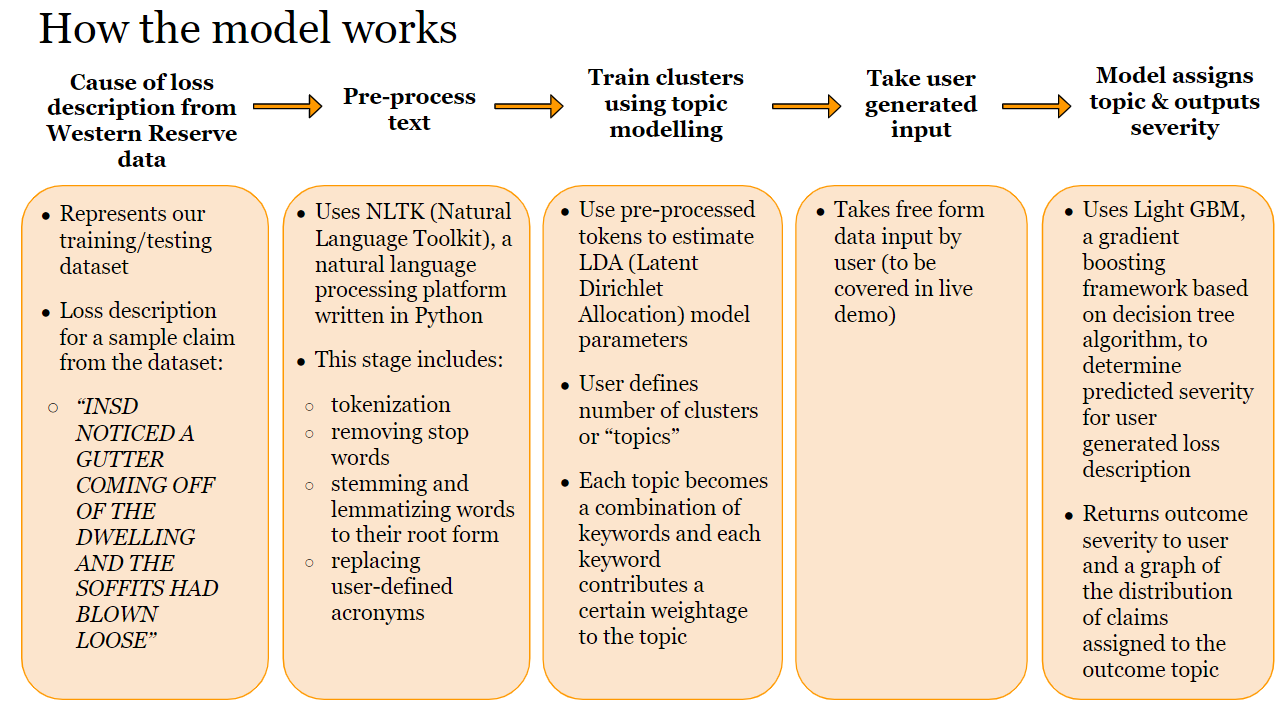 How the model works
Cause of loss
description from
Western Reserve
data
Pre-process
text
Train clusters
using topic
modelling
Take user
generated
input
Model assigns
topic & outputs
severity
● Represents our
training/testing
dataset
● Loss description
for a sample claim
from the dataset:
○ “INSD
NOTICED A
GUTTER
COMING OFF
OF THE
DWELLING
AND THE
SOFFITS HAD
BLOWN
LOOSE”
● Uses NLTK (Natural
Language Toolkit), a
natural language
processing platform
written in Python
● This stage includes:
○ tokenization
○ removing stop
words
○ stemming and
lemmatizing words
to their root form
○ replacing
user-defined
acronyms
● Use pre-processed
tokens to estimate
LDA (Latent
Dirichlet
Allocation) model
parameters
● User defines
number of clusters
or “topics”
● Each topic becomes
a combination of
keywords and each
keyword
contributes a
certain weightage
to the topic
● Takes free form
data input by
user (to be
covered in live
demo)
● Uses Light GBM,
a gradient
boosting
framework based
on decision tree
algorithm, to
determine
predicted severity
for user
generated loss
description
● Returns outcome
severity to user
and a graph of
the distribution
of claims
assigned to the
outcome topic